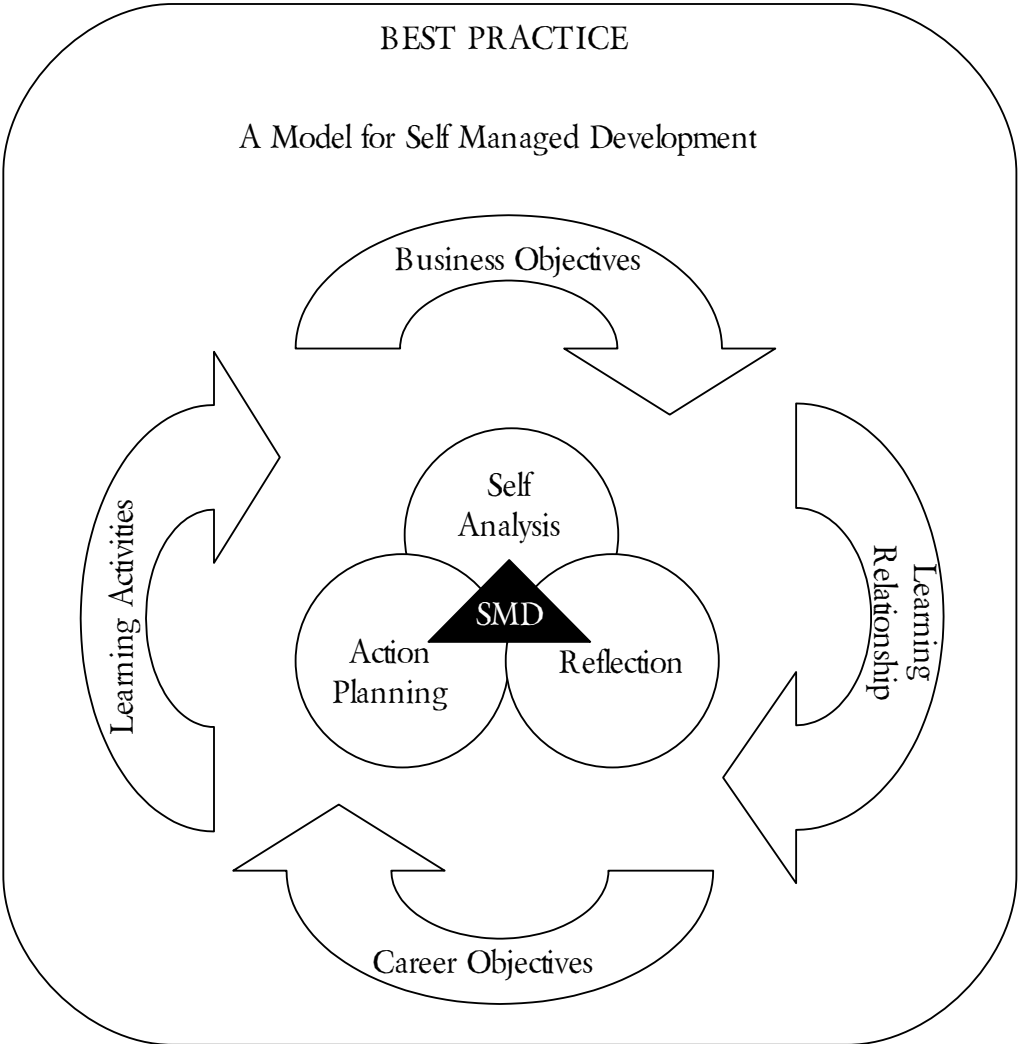 BEST PRACTICE
A Model for Self Managed Development
Business Objectives
Self
Analysis
SMD
Action
Planning
Reflection
Learning Activities
Learning
Relationship
Career Objectives